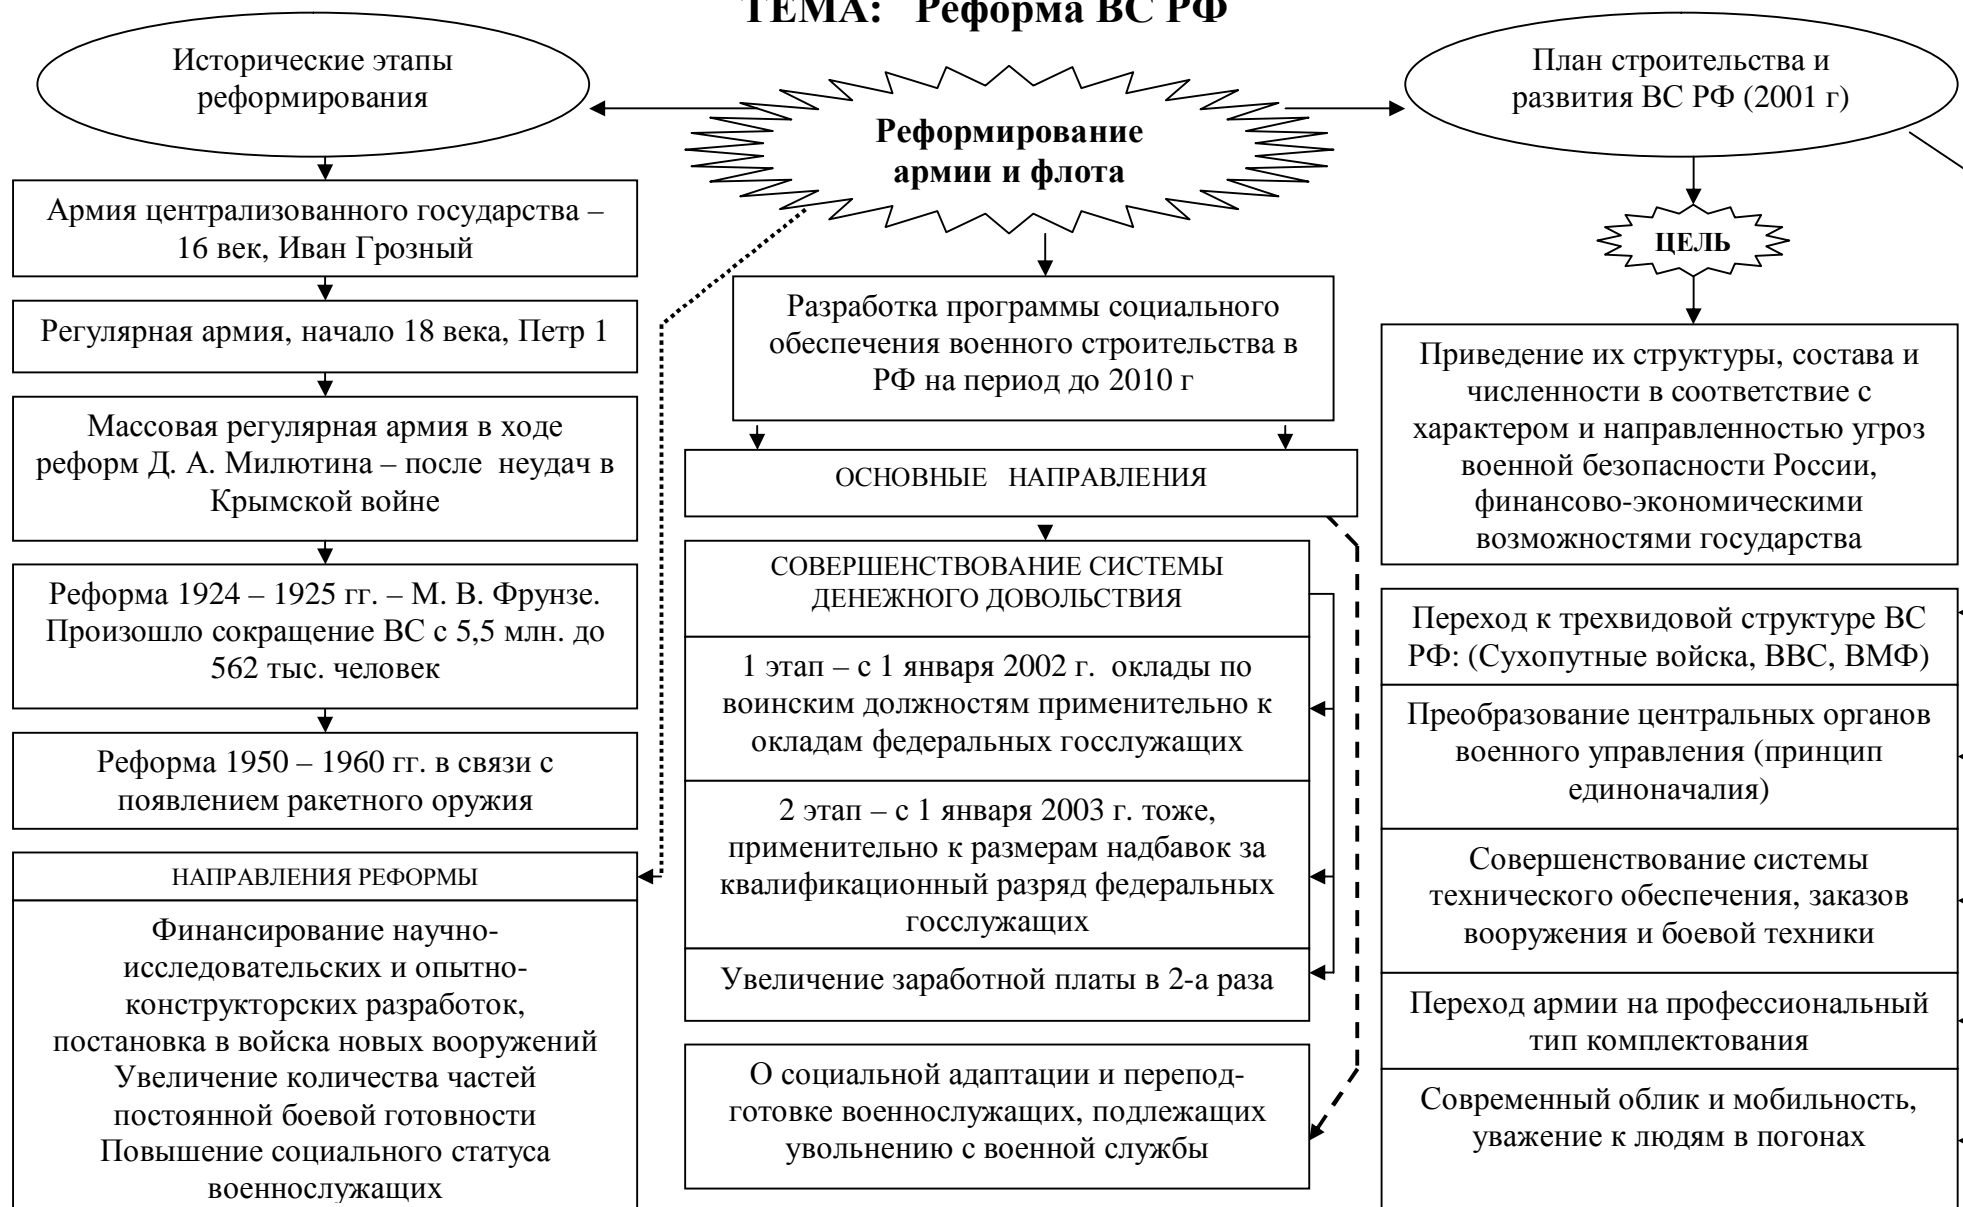 ТЕМА: Реформа ВС РФ
Исторические этапы
реформирования
Армия централизованного государства –
16 век, Иван Грозный
Регулярная армия, начало 18 века, Петр 1
Массовая регулярная армия в ходе
реформ Д. А. Милютина – после неудач в
Крымской войне
Реформа 1924 – 1925 гг. – М. В. Фрунзе.
Произошло сокращение ВС с 5,5 млн. до
562 тыс. человек
Реформа 1950 – 1960 гг. в связи с
появлением ракетного оружия
НАПРАВЛЕНИЯ РЕФОРМЫ
Финансирование научно-
исследовательских и опытно-
конструкторских разработок,
постановка в войска новых вооружений
Увеличение количества частей
постоянной боевой готовности
Повышение социального статуса
военнослужащих
Реформирование
армии и флота
Разработка программы социального
обеспечения военного строительства в
РФ на период до 2010 г
ОСНОВНЫЕ НАПРАВЛЕНИЯ
СОВЕРШЕНСТВОВАНИЕ СИСТЕМЫ
ДЕНЕЖНОГО ДОВОЛЬСТВИЯ
1 этап – с 1 января 2002 г. оклады по
воинским должностям применительно к
окладам федеральных госслужащих
2 этап – с 1 января 2003 г. тоже,
применительно к размерам надбавок за
квалификационный разряд федеральных
госслужащих
Увеличение заработной платы в 2-а раза
О социальной адаптации и перепод-
готовке военнослужащих, подлежащих
увольнению с военной службы
План строительства и
развития ВС РФ (2001 г)
ЦЕЛЬ
Приведение их структуры, состава и
численности в соответствие с
характером и направленностью угроз
военной безопасности России,
финансово-экономическими
возможностями государства
Переход к трехвидовой структуре ВС
РФ: (Сухопутные войска, ВВС, ВМФ)
Преобразование центральных органов
военного управления (принцип
единоначалия)
Совершенствование системы
технического обеспечения, заказов
вооружения и боевой техники
Переход армии на профессиональный
тип комплектования
Современный облик и мобильность,
уважение к людям в погонах